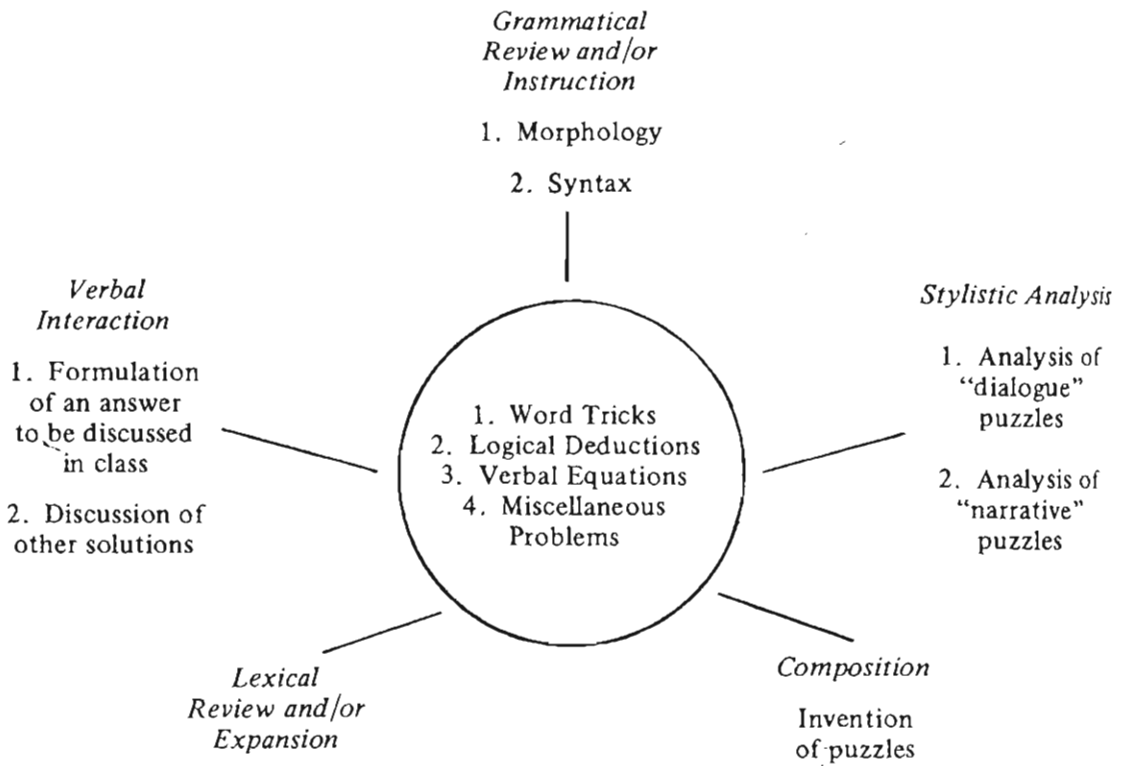 Grammatical
Review and/or
Instruction
1. Morphology
2. Syntax
Verbal
Interaction
1. Formulation
of an answer
to be discussed
in class
2. Discussion of
other solutions
1. Word Tricks
2. Logical Deductions
3. Verbal Equations
4. Miscellaneous
Problems
Stylistic Analysis
1. Analysis of
“dialogue”
puzzles
2. Analysis of
“narrative”
puzzles
Lexical
Review and/or
Expansion
Composition
Invention
of puzzles